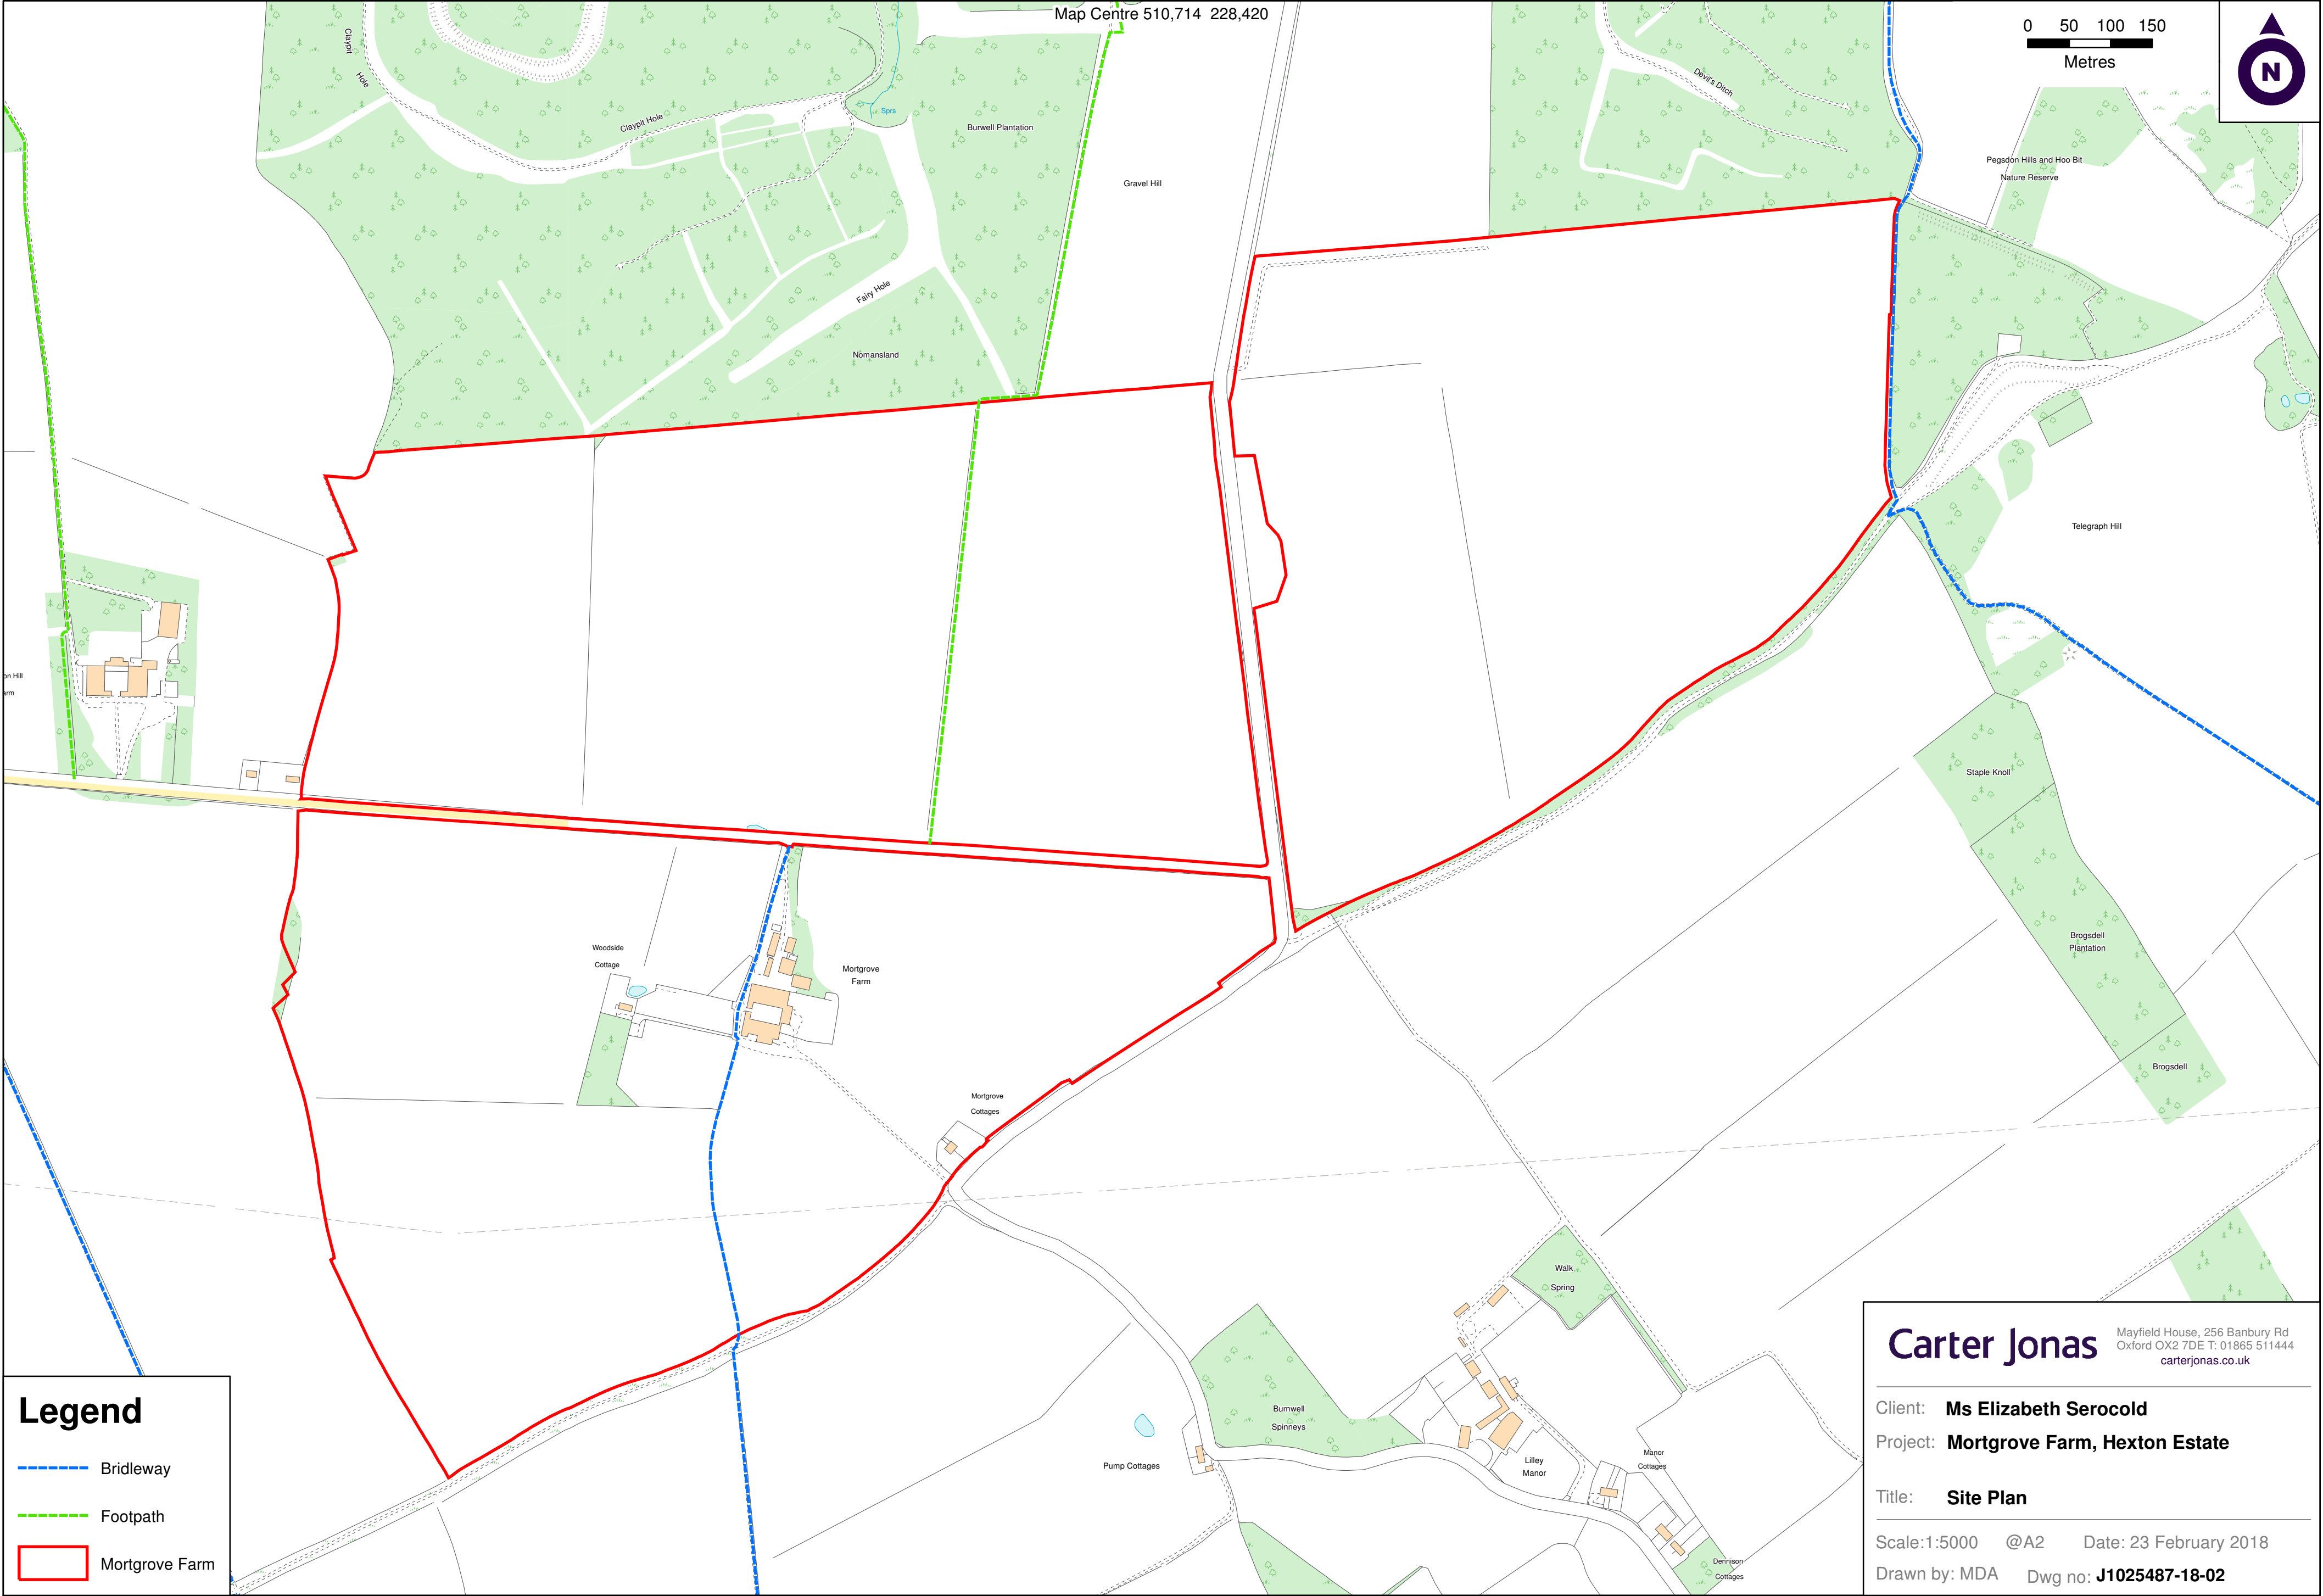 Map Centre 510,714 228,420
0 50 100 150
Metres
N
Claypit
Hole
Claypit Hole
Sprs
Burwell Plantation
Gravel Hill
Devil's Ditch
Pegsdon Hills and Hoo Bit
Nature Reserve
Fairy Hole
Nomansland
Telegraph Hill
on Hill
arm
Staple Knoll
Brogsdell
Plantation
Brogsdell
Woodside
Cottage
Mortgrove
Farm
Mortgrove
Cottages
Walk
Spring
Burnwell
Spinneys
Pump Cottages
Lilley
Manor
Manor
Cottages
Dennison
Cottages
Legend
Bridleway
Footpath
Mortgrove Farm
Carter Jonas
Mayfield House, 256 Banbury Rd
Oxford OX2 7DE T: 01865 511444
carterjonas.co.uk
Client: Ms Elizabeth Serocold
Project: Mortgrove Farm, Hexton Estate
Title: Site Plan
Scale:1:5000 @A2 Date: 23 February 2018
Drawn by: MDA Dwg no: J1025487-18-02